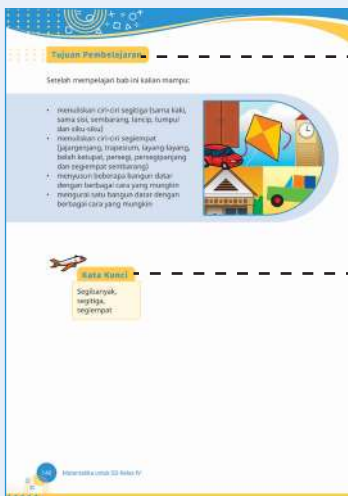 Tujuan Pembelajaran
Setelah mempelajari bab ini kalian mampu:
• menuliskan ciri-ciri segitiga (sama kaki,
sama sisi, sembarang, lancip, tumpul
dan siku-siku)
• menuliskan ciri-ciri segiempat
(jajargenjang, trapesium, layang-layang,
belah ketupat, persegi, persegipanjang
dan segiempat sembarang)
• menyusun beberapa bangun datar
dengan berbagai cara yang mungkin
• mengurai satu bangun datar dengan
berbagai cara yang mungkin
Kata Kunci
Segibanyak,
segitiga,
segiempat
148 Matematika untuk SD Kelas IV